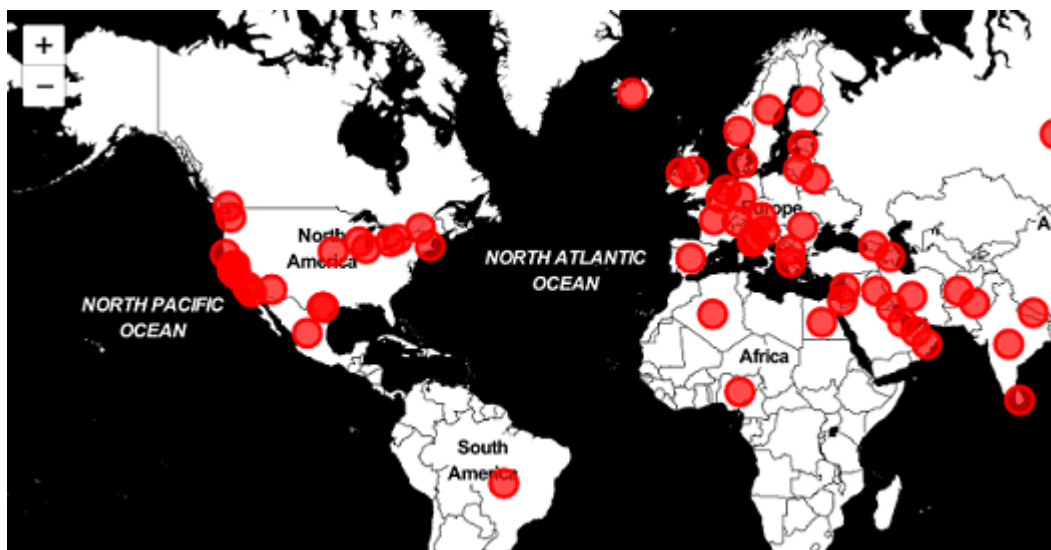 +
−
North
America
Europe
A
NORTH ATLANTIC
OCEAN
NORTH PACIFIC
OCEAN
Africa
South
America